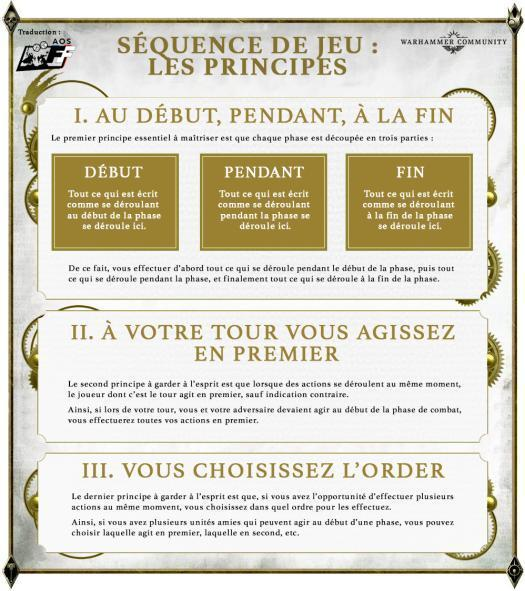 Traduction :
AOS
FF
WARHAMMER COMMUNITY
SÉQUENCE DE JEU :
LES PRINCIPES
I. AU DÉBUT, PENDANT, À LA FIN
Le premier principe essentiel à maîtriser est que chaque phase est découpée en trois parties :
DÉBUT
Tout ce qui est écrit
comme se déroulant
au début de la phase
se déroule ici.
PENDANT
Tout ce qui est écrit
comme se déroulant
pendant la phase se
déroule ici.
FIN
Tout ce qui est écrit
comme se déroulant
à la fin de la phase
se déroule ici.
De ce fait, vous effectuer d'abord tout ce qui se déroule pendant le début de la phase, puis tout
ce qui se déroule pendant la phase, et finalement tout ce qui se déroule à la fin de la phase.
II. À VOTRE TOUR VOUS AGISSEZ
EN PREMIER
Le second principe à garder à l'esprit est que lorsque des actions se déroulent au même moment,
le joueur dont c'est le tour agit en premier, sauf indication contraire.
Ainsi, si lors de votre tour, vous et votre adversaire devaient agir au début de la phase de combat,
vous effectuerez toutes vos actions en premier.
III. VOUS CHOISISSEZ L'ORDER
Le dernier principe à garder à l'esprit est que, si vous avez l'opportunité d'effectuer plusieurs
actions au même momvent, vous choisissez dans quel ordre pour les effectuez.
Ainsi, si vous avez plusieurs unités amies qui peuvent agir au début d'une phase, vous pouvez
choisir laquelle agit en premier, laquelle en second, etc.